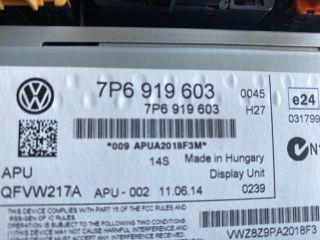 7P6 919 603 0045
7P6 919 603 H27
e24
031799
*009 APUA2018F3M*
14S Made in Hungary
APU Display Unit
QFVW217A APU - 002 11.06.14 0239
VWZ8Z9PA2018F3